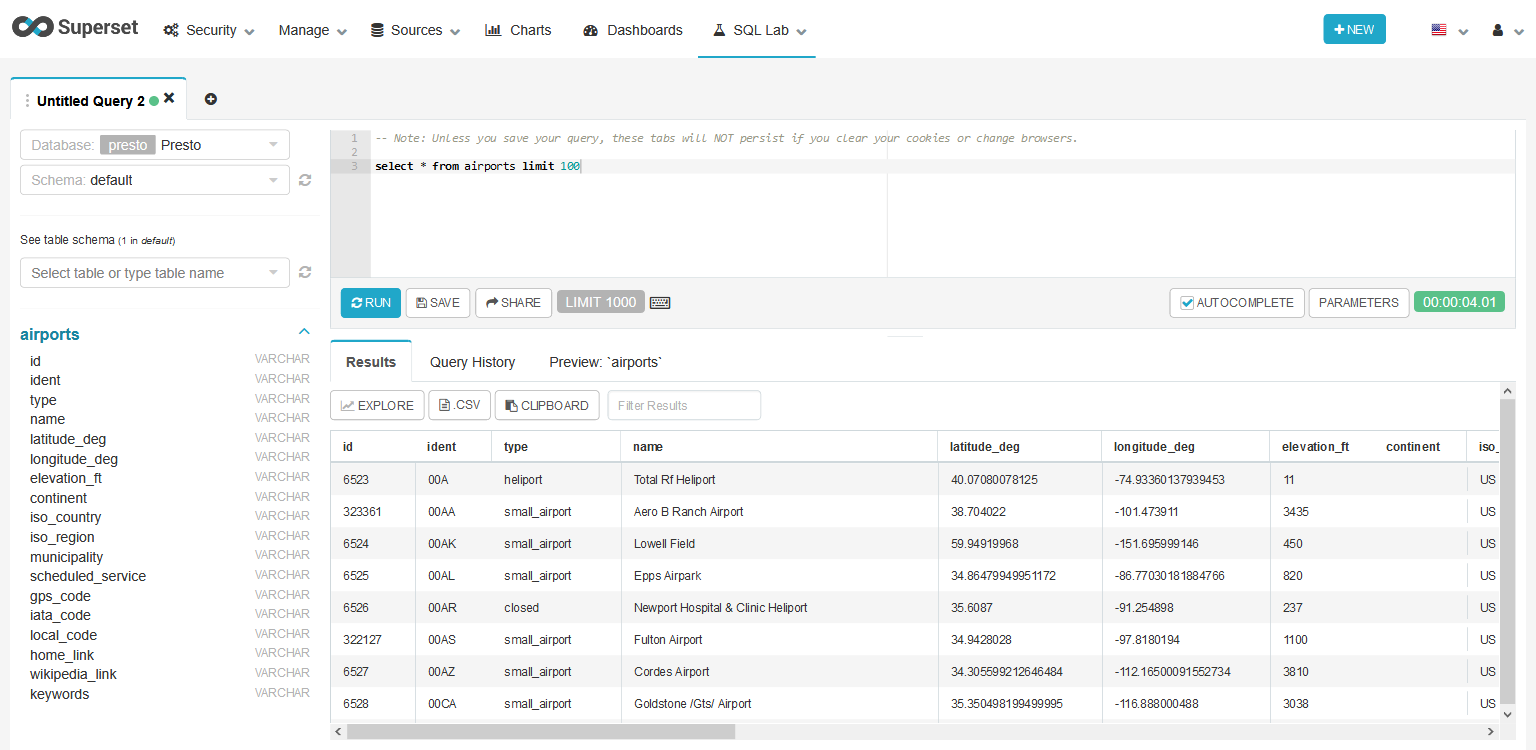 Superset Security Manage Sources Charts Dashboards SQL Lab NEW
Untitled Query 2
Database: presto Presto
Schema: default
See table schema (1 in default)
Select table or type table name
airports
id VARCHAR
ident VARCHAR
type VARCHAR
name VARCHAR
latitude_deg VARCHAR
longitude_deg VARCHAR
elevation_ft VARCHAR
continent VARCHAR
iso_country VARCHAR
iso_region VARCHAR
municipality VARCHAR
scheduled_service VARCHAR
gps_code VARCHAR
iata_code VARCHAR
local_code VARCHAR
home_link VARCHAR
wikipedia_link VARCHAR
keywords VARCHAR
1 -- Note: Unless you save your query, these tabs will NOT persist if you clear your cookies or change browsers.
2
3 select * from airports limit 100
RUN SAVE SHARE LIMIT 1000 AUTOCOMPLETE PARAMETERS 00:00:04.01
Results Query History Preview: `airports`
EXPLORE .CSV CLIPBOARD Filter Results
id ident type name latitude_deg longitude_deg elevation_ft continent iso_
6523 00A heliport Total Rf Heliport 40.07080078125 -74.93360137939453 11 US
323361 00AA small_airport Aero B Ranch Airport 38.704022 -101.473911 3435 US
6524 00AK small_airport Lowell Field 59.94919968 -151.695999146 450 US
6525 00AL small_airport Epps Airpark 34.86479949951172 -86.77030181884766 820 US
6526 00AR closed Newport Hospital & Clinic Heliport 35.6087 -91.254898 237 US
322127 00AS small_airport Fulton Airport 34.9428028 -97.8180194 1100 US
6527 00AZ small_airport Cordes Airport 34.305599212646484 -112.16500091552734 3810 US
6528 00CA small_airport Goldstone /Gts/ Airport 35.350498199499995 -116.888000488 3038 US